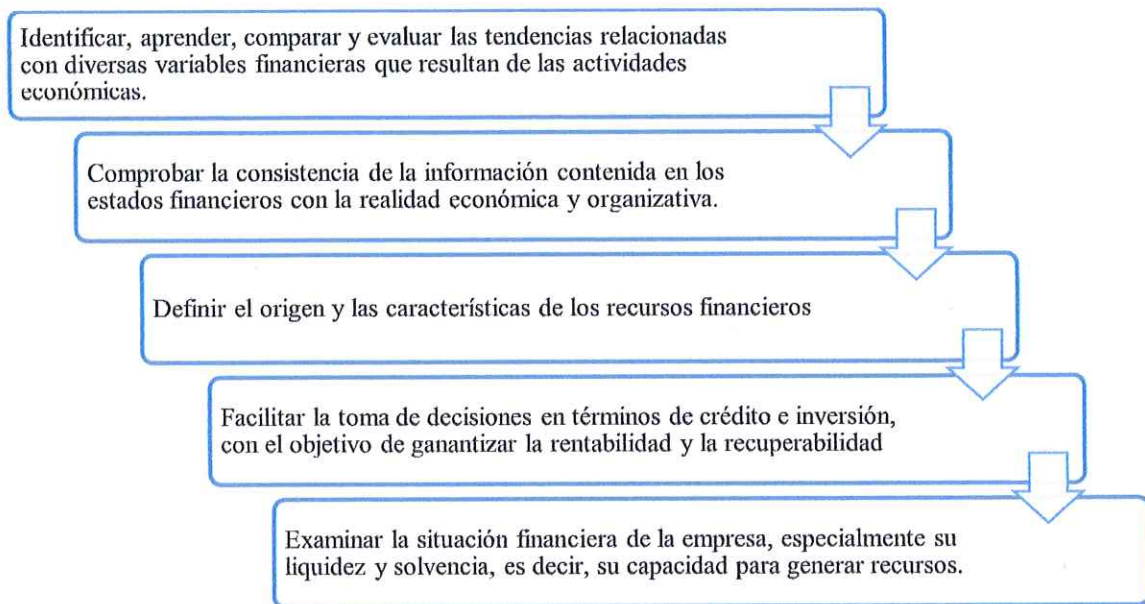 Identificar, aprender, comparar y evaluar las tendencias relacionadas
con diversas variables financieras que resultan de las actividades
económicas.
Comprobar la consistencia de la información contenida en los
estados financieros con la realidad económica y organizativa.
Definir el origen y las características de los recursos financieros
Facilitar la toma de decisiones en términos de crédito e inversión,
con el objetivo de ganantizar la rentabilidad y la recuperabilidad
Examinar la situación financiera de la empresa, especialmente su
liquidez y solvencia, es decir, su capacidad para generar recursos.